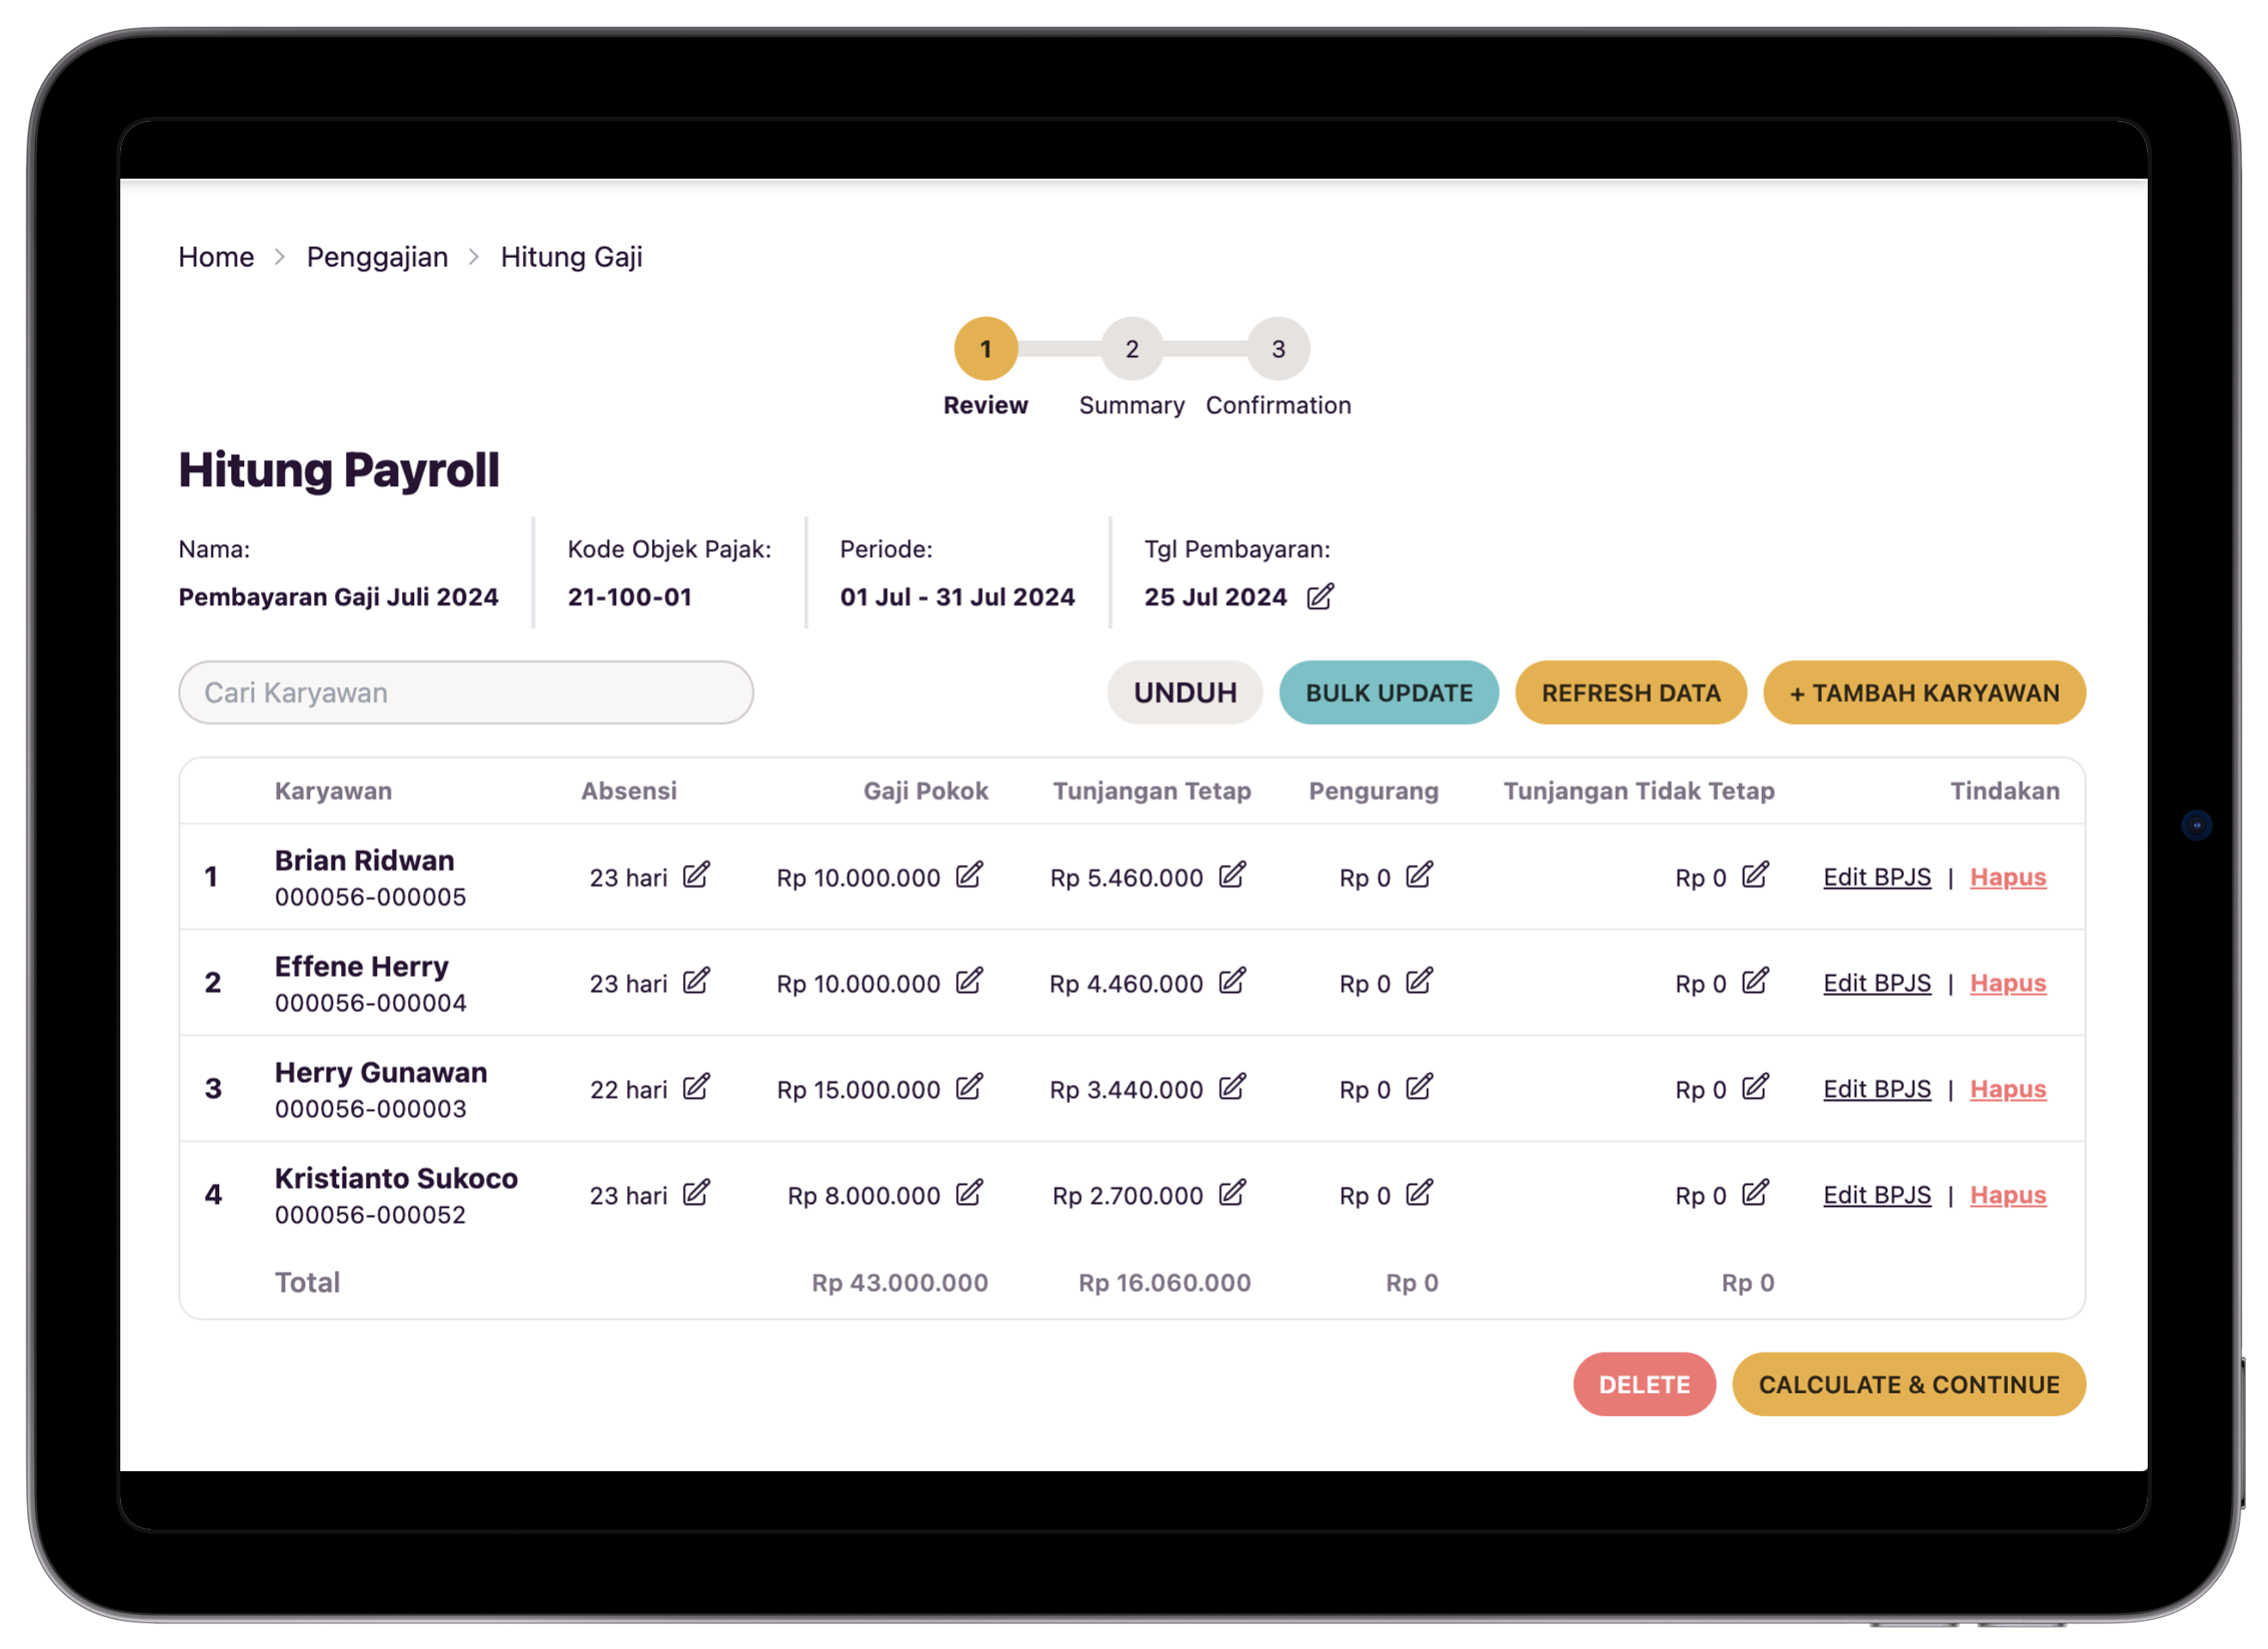 Home > Penggajian > Hitung Gaji
1 2 3
Review Summary Confirmation
Hitung Payroll
Nama: Kode Objek Pajak: Periode: Tgl Pembayaran:
Pembayaran Gaji Juli 2024 21-100-01 01 Jul - 31 Jul 2024 25 Jul 2024
Cari Karyawan UNDUH BULK UPDATE REFRESH DATA + TAMBAH KARYAWAN
Karyawan Absensi Gaji Pokok Tunjangan Tetap Pengurang Tunjangan Tidak Tetap Tindakan
1 Brian Ridwan 23 hari Rp 10.000.000 Rp 5.460.000 Rp 0 Rp 0 Edit BPJS | Hapus
000056-000005
2 Effene Herry 23 hari Rp 10.000.000 Rp 4.460.000 Rp 0 Rp 0 Edit BPJS | Hapus
000056-000004
3 Herry Gunawan 22 hari Rp 15.000.000 Rp 3.440.000 Rp 0 Rp 0 Edit BPJS | Hapus
000056-000003
4 Kristianto Sukoco 23 hari Rp 8.000.000 Rp 2.700.000 Rp 0 Rp 0 Edit BPJS | Hapus
000056-000052
Total Rp 43.000.000 Rp 16.060.000 Rp 0 Rp 0
DELETE CALCULATE & CONTINUE